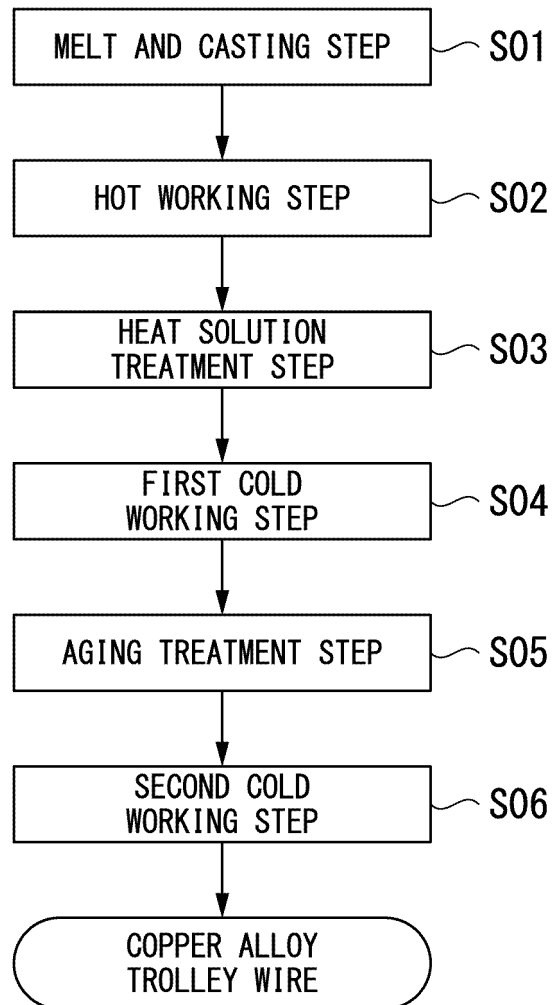 MELT AND CASTING STEP
S01
HOT WORKING STEP
S02
HEAT SOLUTION
TREATMENT STEP
S03
FIRST COLD
WORKING STEP
S04
AGING TREATMENT STEP
S05
SECOND COLD
WORKING STEP
S06
COPPER ALLOY
TROLLEY WIRE